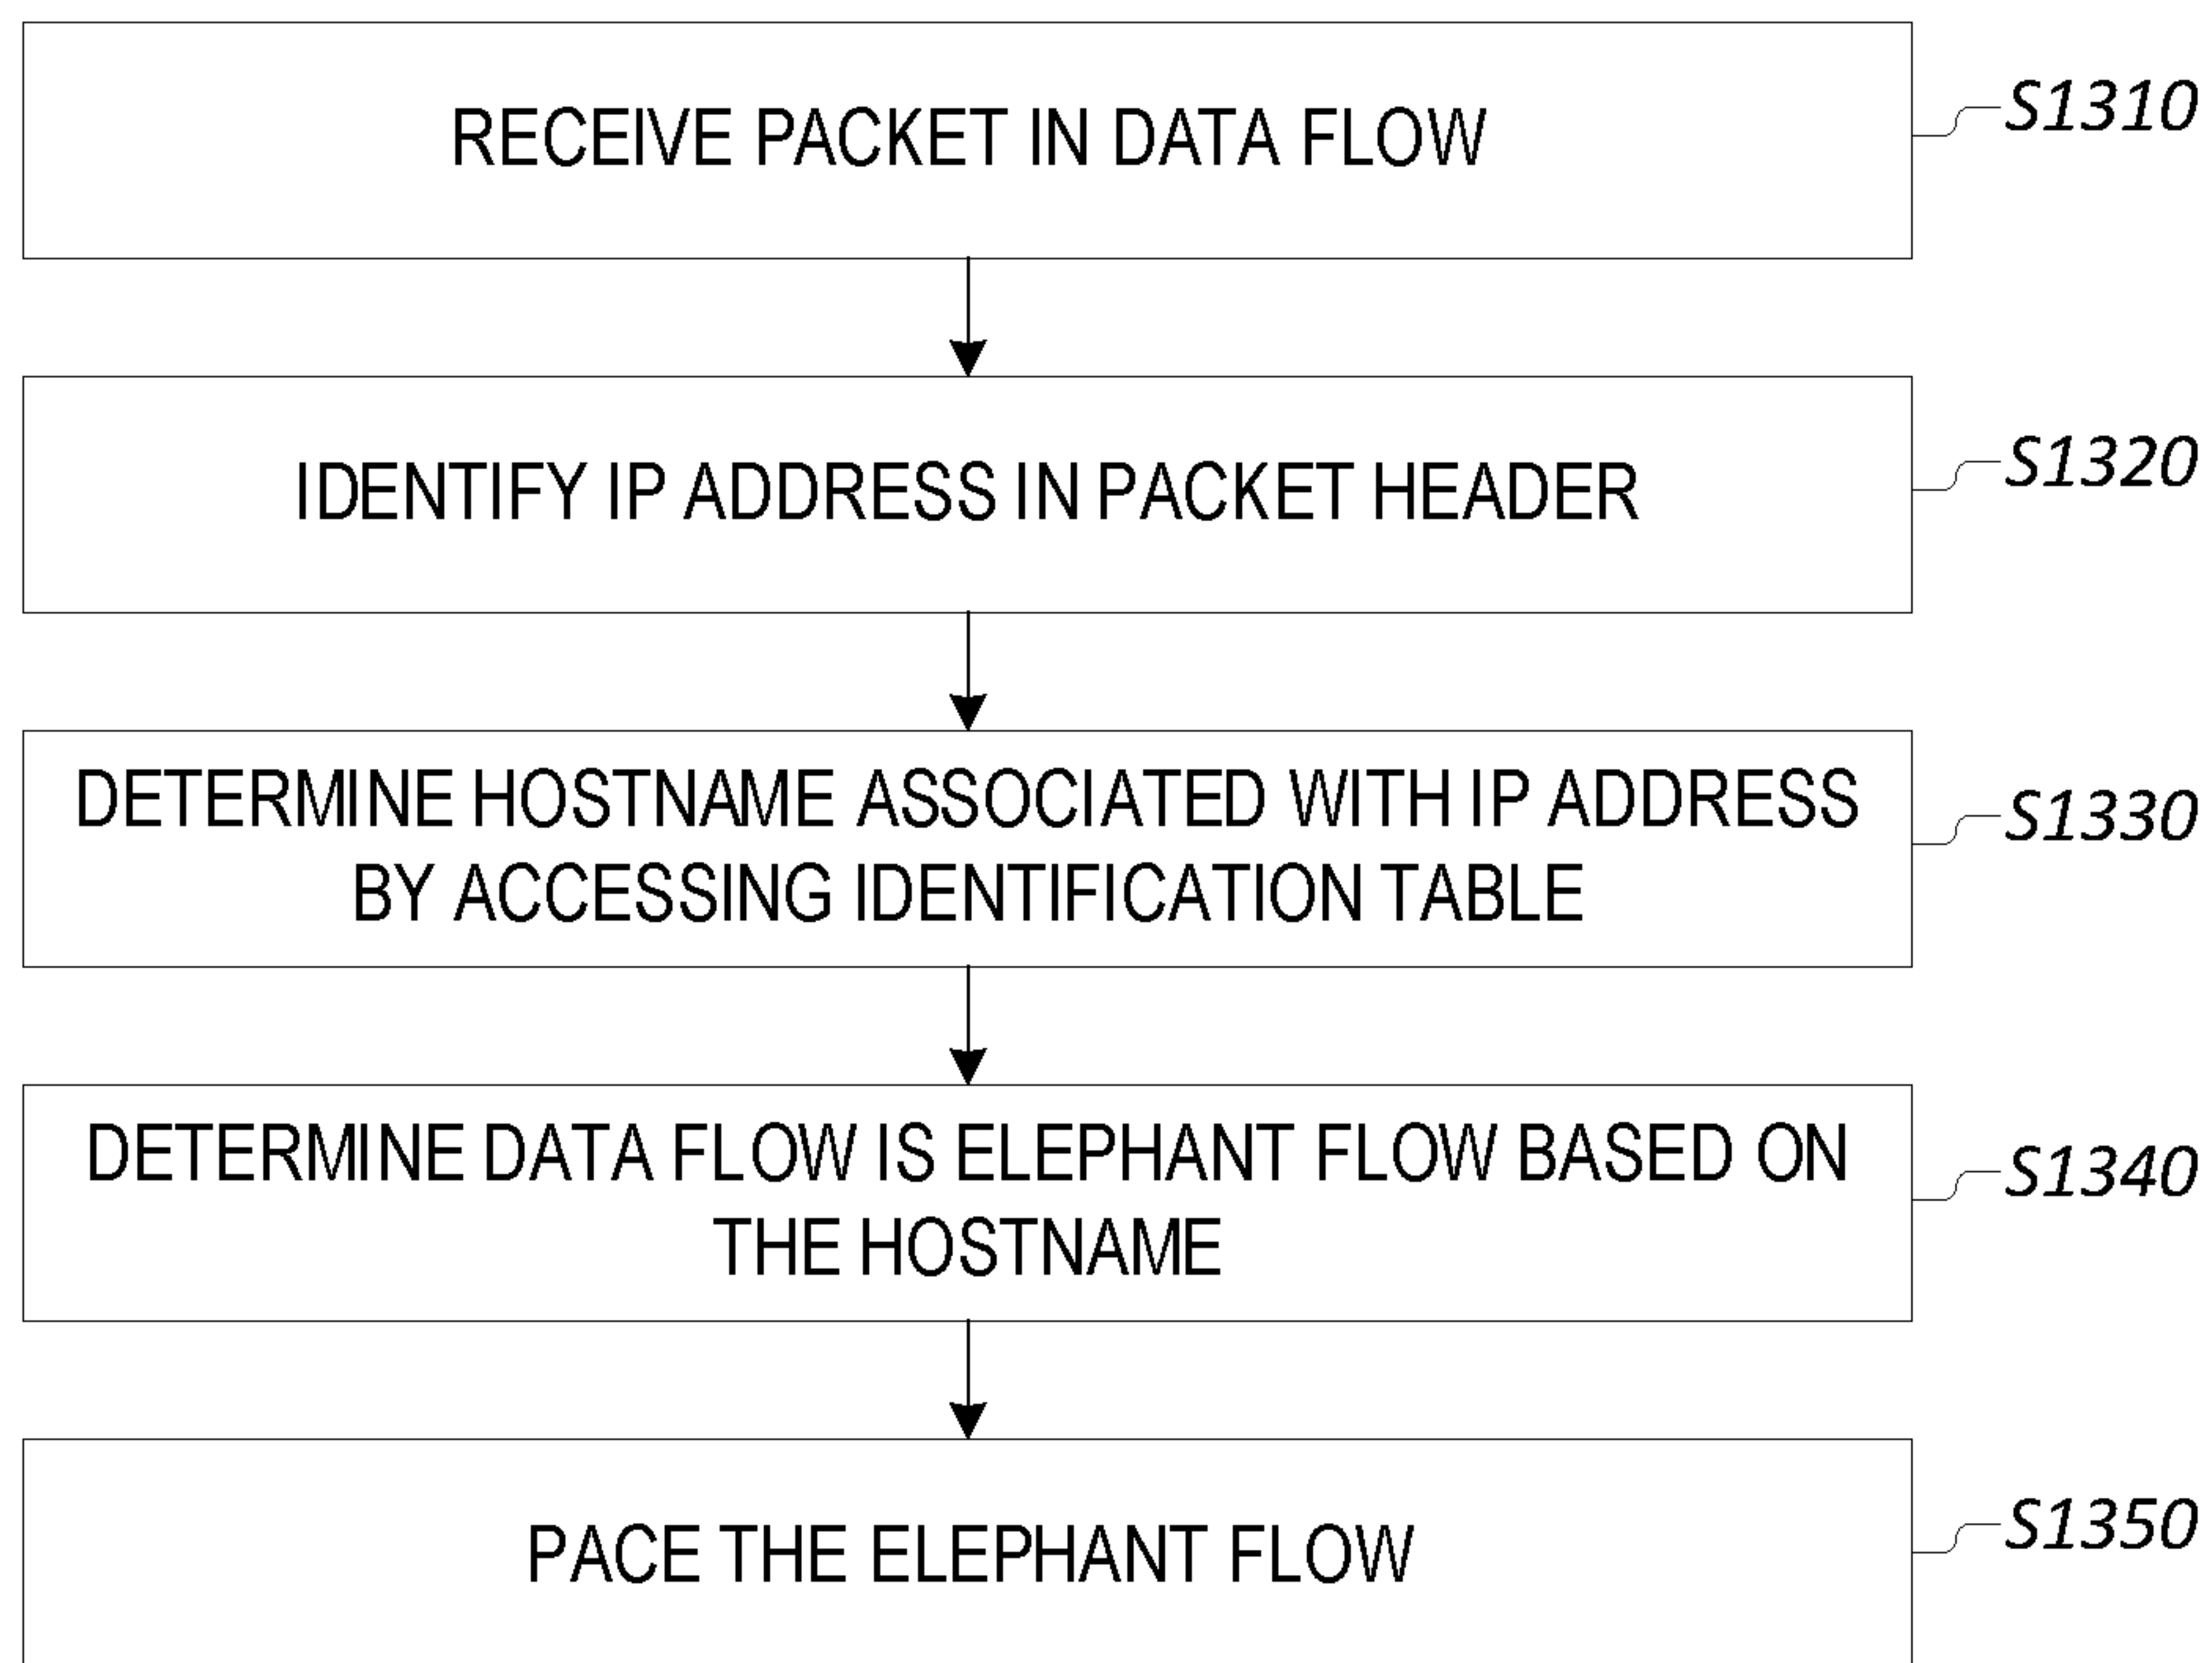 RECEIVE PACKET IN DATA FLOW
S1310
IDENTIFY IP ADDRESS IN PACKET HEADER
S1320
DETERMINE HOSTNAME ASSOCIATED WITH IP ADDRESS
BY ACCESSING IDENTIFICATION TABLE
S1330
DETERMINE DATA FLOW IS ELEPHANT FLOW BASED ON
THE HOSTNAME
S1340
PACE THE ELEPHANT FLOW
S1350